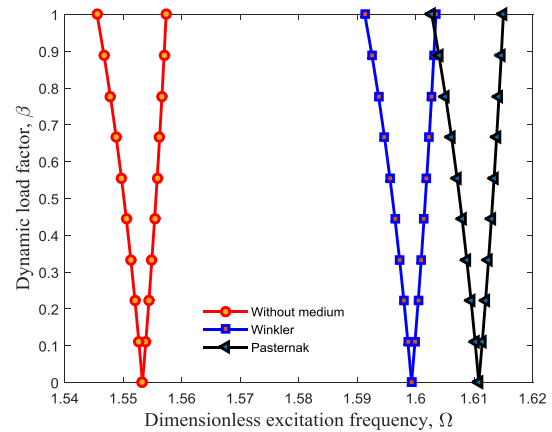 Dynamic load factor, β
1
0.9
0.8
0.7
0.6
0.5
0.4
0.3
0.2
0.1
0
Without medium
Winkler
Pasternak
1.54 1.55 1.56 1.57 1.58 1.59 1.6 1.61 1.62
Dimensionless excitation frequency, Ω